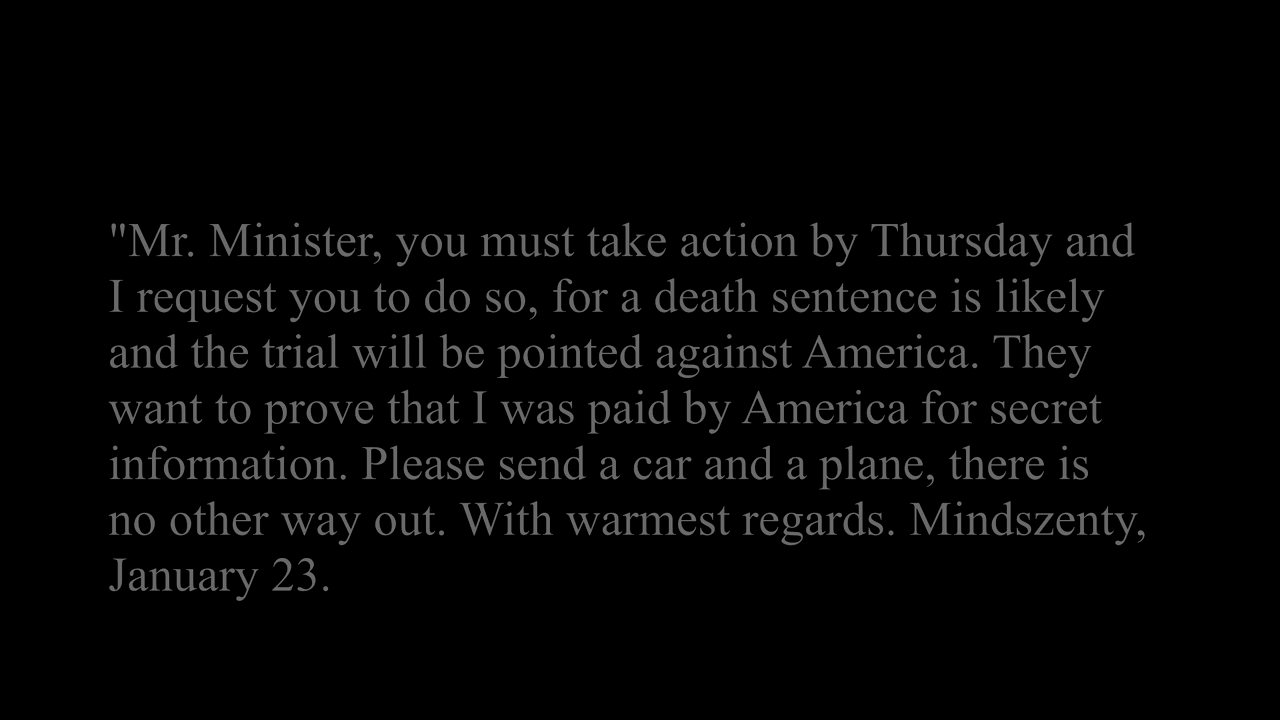 "Mr. Minister, you must take action by Thursday and
I request you to do so, for a death sentence is likely
and the trial will be pointed against America. They
want to prove that I was paid by America for secret
information. Please send a car and a plane, there is
no other way out. With warmest regards. Mindszenty,
January 23.